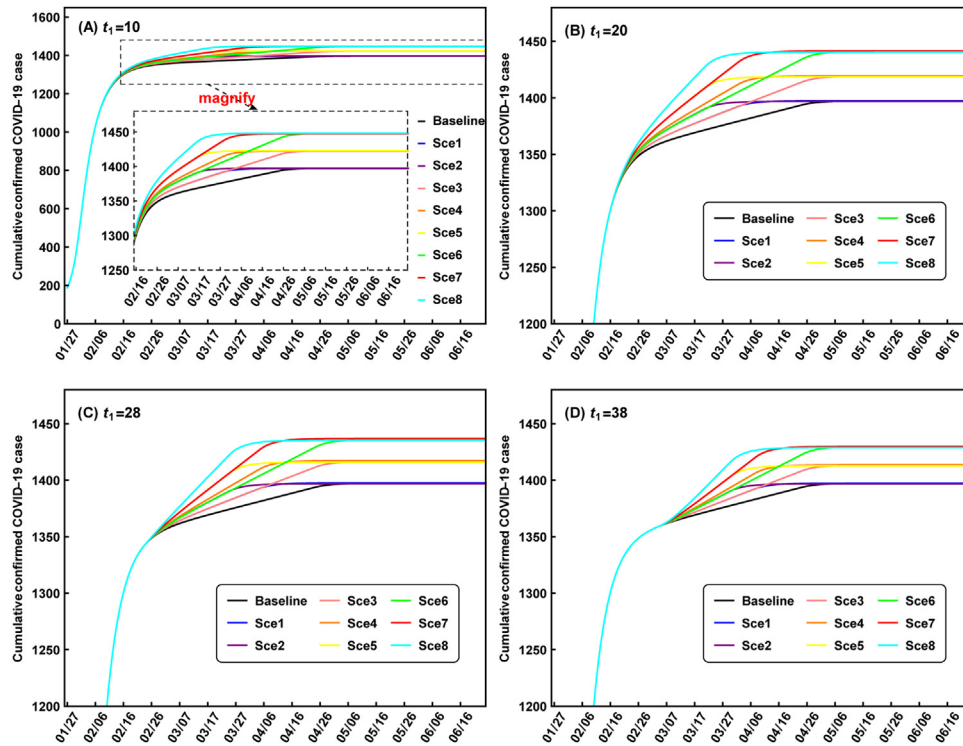 (A) t₁=10
Cumulative confirmed COVID-19 case
1600
1400
1200
1000
800
600
400
200
0
magnify
1450
1400
1350
1300
1250
02/16 02/26 03/07 03/17 03/27 04/06 04/16 04/26 05/06 05/16 05/26 06/06 06/16
Baseline
Sce1
Sce2
Sce3
Sce4
Sce5
Sce6
Sce7
Sce8
01/27 02/06 02/16 02/26 03/07 03/17 03/27 04/06 04/16 04/26 05/06 05/16 05/26 06/06 06/16
(B) t₁=20
Cumulative confirmed COVID-19 case
1450
1400
1350
1300
1250
1200
Baseline Sce3 Sce6
Sce1 Sce4 Sce7
Sce2 Sce5 Sce8
01/27 02/06 02/16 02/26 03/07 03/17 03/27 04/06 04/16 04/26 05/06 05/16 05/26 06/06 06/16
(C) t₁=28
Cumulative confirmed COVID-19 case
1450
1400
1350
1300
1250
1200
Baseline Sce3 Sce6
Sce1 Sce4 Sce7
Sce2 Sce5 Sce8
01/27 02/06 02/16 02/26 03/07 03/17 03/27 04/06 04/16 04/26 05/06 05/16 05/26 06/06 06/16
(D) t₁=38
Cumulative confirmed COVID-19 case
1450
1400
1350
1300
1250
1200
Baseline Sce3 Sce6
Sce1 Sce4 Sce7
Sce2 Sce5 Sce8
01/27 02/06 02/16 02/26 03/07 03/17 03/27 04/06 04/16 04/26 05/06 05/16 05/26 06/06 06/16